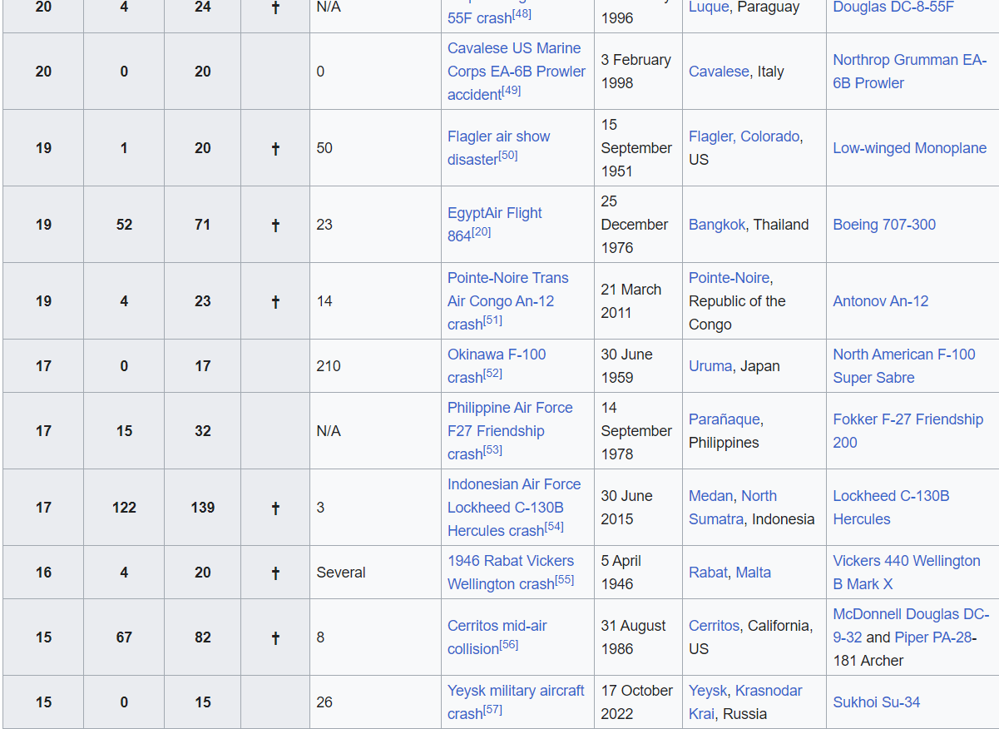 20
4
24
†
N/A
55F crash[48]
1996
Luque, Paraguay
Douglas DC-8-55F
20
0
20
0
Cavalese US Marine
Corps EA-6B Prowler
accident[49]
3 February
1998
Cavalese, Italy
Northrop Grumman EA-
6B Prowler
19
1
20
†
50
Flagler air show
disaster[50]
15
September
1951
Flagler, Colorado,
US
Low-winged Monoplane
19
52
71
†
23
EgyptAir Flight
864[20]
25
December
1976
Bangkok, Thailand
Boeing 707-300
19
4
23
†
14
Pointe-Noire Trans
Air Congo An-12
crash[51]
21 March
2011
Pointe-Noire,
Republic of the
Congo
Antonov An-12
17
0
17
210
Okinawa F-100
crash[52]
30 June
1959
Uruma, Japan
North American F-100
Super Sabre
17
15
32
N/A
Philippine Air Force
F27 Friendship
crash[53]
14
September
1978
Parañaque,
Philippines
Fokker F-27 Friendship
200
17
122
139
†
3
Indonesian Air Force
Lockheed C-130B
Hercules crash[54]
30 June
2015
Medan, North
Sumatra, Indonesia
Lockheed C-130B
Hercules
16
4
20
†
Several
1946 Rabat Vickers
Wellington crash[55]
5 April
1946
Rabat, Malta
Vickers 440 Wellington
B Mark X
15
67
82
†
8
Cerritos mid-air
collision[56]
31 August
1986
Cerritos, California,
US
McDonnell Douglas DC-
9-32 and Piper PA-28-
181 Archer
15
0
15
26
Yeysk military aircraft
crash[57]
17 October
2022
Yeysk, Krasnodar
Krai, Russia
Sukhoi Su-34